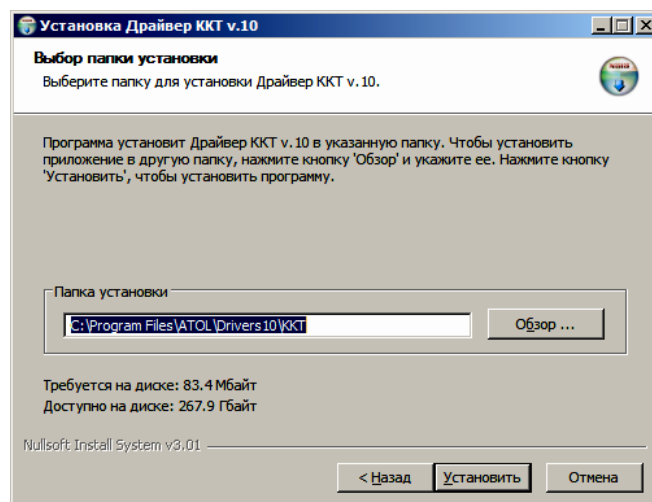 Установка Драйвер ККТ v.10
Выбор папки установки
Выберите папку для установки Драйвер ККТ v.10.
Программа установит Драйвер ККТ v.10 в указанную папку. Чтобы установить
приложение в другую папку, нажмите кнопку 'Обзор' и укажите ее. Нажмите кнопку
'Установить', чтобы установить программу.
Папка установки
C:\Program Files\ATOL\Drivers10\KKT
Обзор ...
Требуется на диске: 83.4 Мбайт
Доступно на диске: 267.9 Гбайт
Nullsoft Install System v3.01
< Назад Установить Отмена